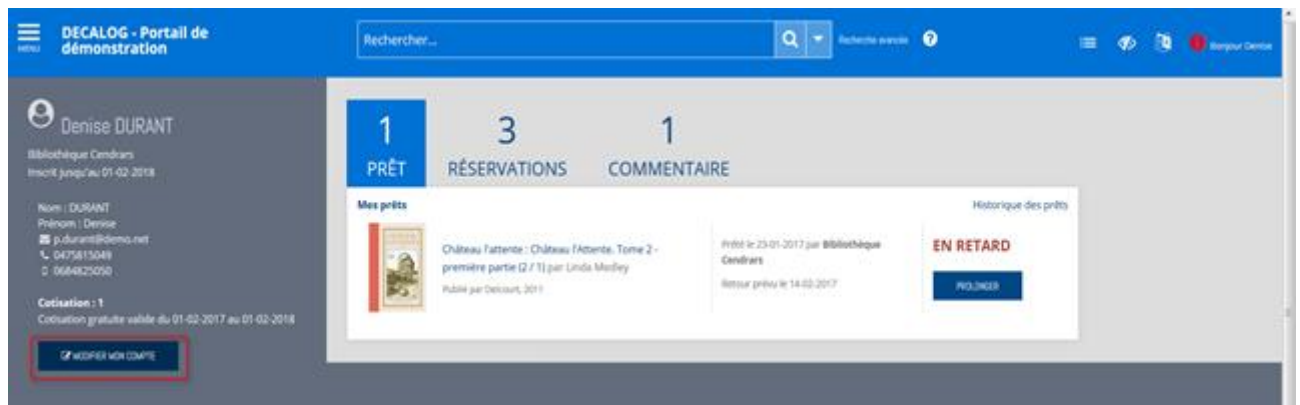 MENU
DECALOG - Portail de
démonstration
Rechercher...
Recherche avancée
?
Bonjour Denise
Denise DURANT
Bibliothèque Cendrars
Inscrit jusqu'au 01-02-2018
Nom : DURANT
Prénom : Denise
p.durant@demo.net
0475815049
0684825050
Cotisation : 1
Cotisation gratuite valide du 01-02-2017 au 01-02-2018
MODIFIER MON COMPTE
1
PRÊT
3
RÉSERVATIONS
1
COMMENTAIRE
Mes prêts
Historique des prêts
Château l'attente : Château l'Attente. Tome 2 -
première partie (2 / 1) par Linda Medley
Publié par Delcourt, 2011
Prêté le 23-01-2017 par Bibliothèque
Cendrars
Retour prévu le 14-02-2017
EN RETARD
PROLONGER